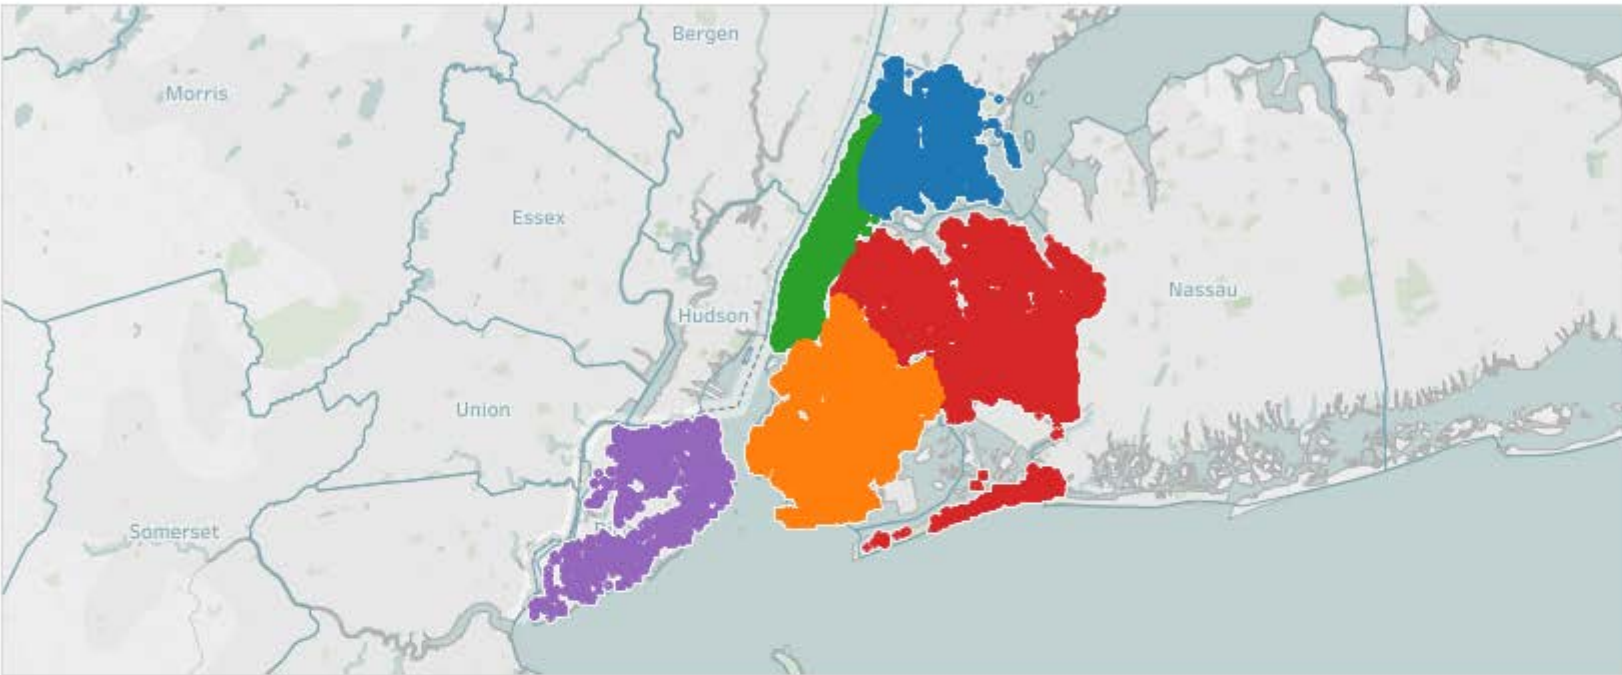 Bergen
Morris
Essex
Nassau
Hudson
Union
Somerset